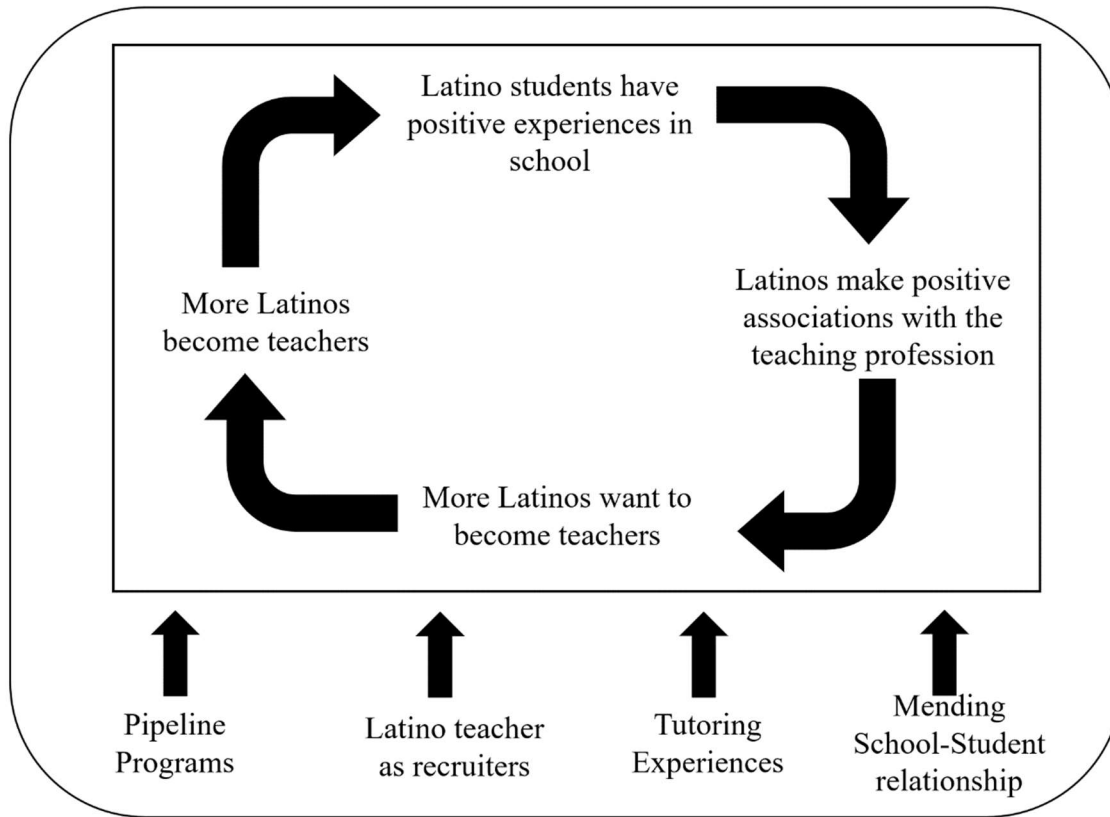 Latino students have
positive experiences in
school
Latinos make positive
associations with the
teaching profession
More Latinos want to
become teachers
More Latinos
become teachers
Pipeline
Programs
Latino teacher
as recruiters
Tutoring
Experiences
Mending
School-Student
relationship